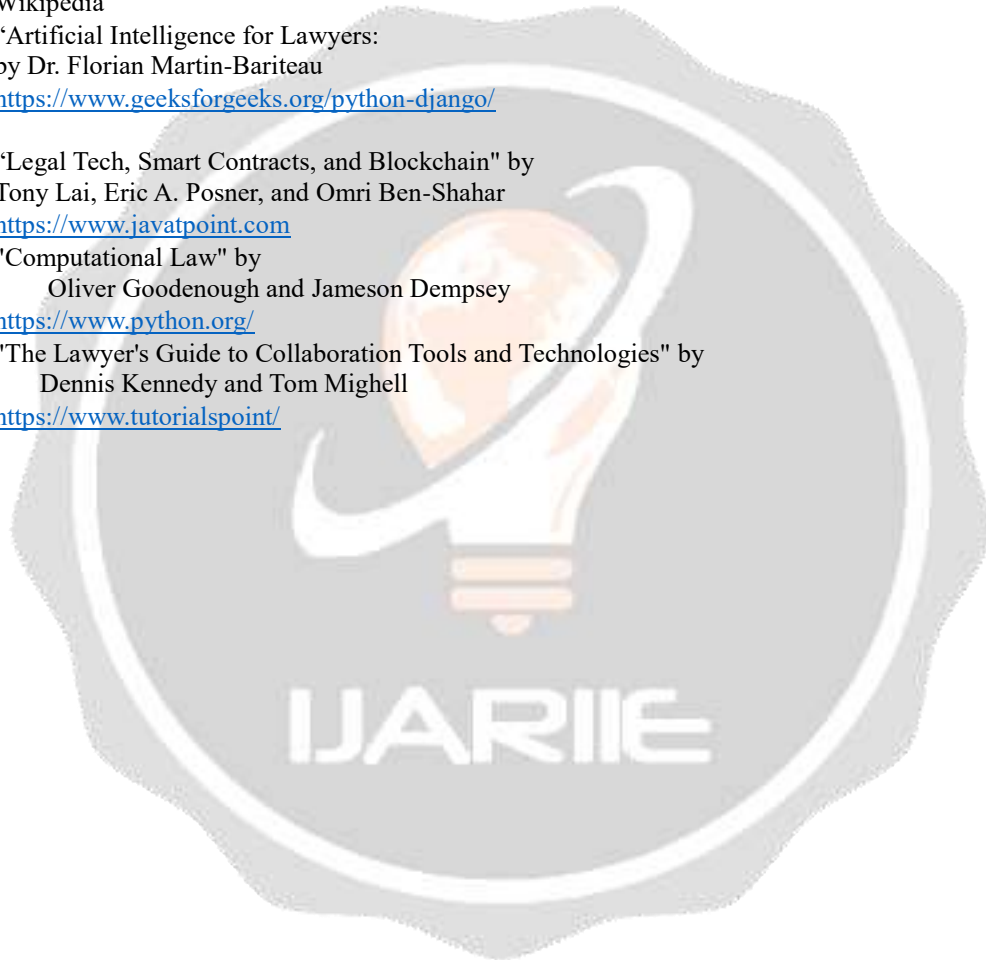 Wikipedia
“Artificial Intelligence for Lawyers:
by Dr. Florian Martin-Bariteau
https://www.geeksforgeeks.org/python-django/
“Legal Tech, Smart Contracts, and Blockchain" by
Tony Lai, Eric A. Posner, and Omri Ben-Shahar
https://www.javatpoint.com
"Computational Law" by
Oliver Goodenough and Jameson Dempsey
https://www.python.org/
"The Lawyer's Guide to Collaboration Tools and Technologies" by
Dennis Kennedy and Tom Mighell
https://www.tutorialspoint/
IJARIIE